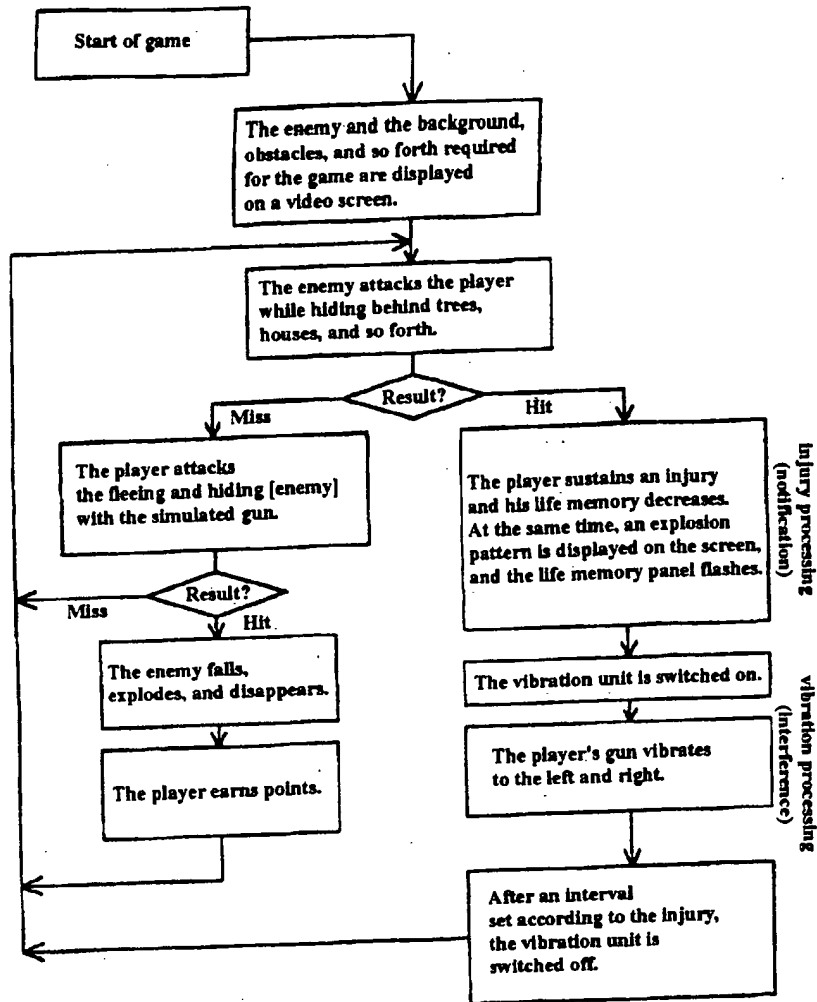 Start of game
The enemy and the background,
obstacles, and so forth required
for the game are displayed
on a video screen.
The enemy attacks the player
while hiding behind trees,
houses, and so forth.
Result?
Miss
Hit
The player attacks
the fleeing and hiding [enemy]
with the simulated gun.
The player sustains an injury
and his life memory decreases.
At the same time, an explosion
pattern is displayed on the screen,
and the life memory panel flashes.
injury processing
(notification)
Result?
Miss
Hit
The enemy falls,
explodes, and disappears.
The vibration unit is switched on.
The player earns points.
The player's gun vibrates
to the left and right.
vibration processing
(interference)
After an interval
set according to the injury,
the vibration unit is
switched off.